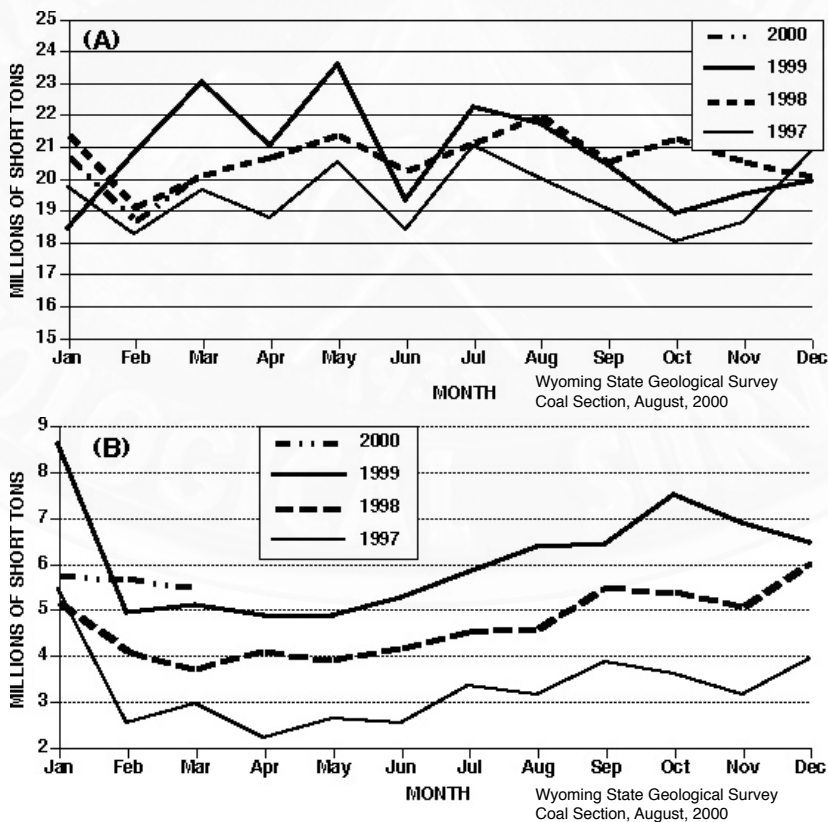 (A)
MILLIONS OF SHORT TONS
25
24
23
22
21
20
19
18
17
16
15
2000
1999
1998
1997
Jan Feb Mar Apr May Jun Jul Aug Sep Oct Nov Dec
MONTH
Wyoming State Geological Survey
Coal Section, August, 2000
(B)
MILLIONS OF SHORT TONS
9
8
7
6
5
4
3
2
2000
1999
1998
1997
Jan Feb Mar Apr May Jun Jul Aug Sep Oct Nov Dec
MONTH
Wyoming State Geological Survey
Coal Section, August, 2000